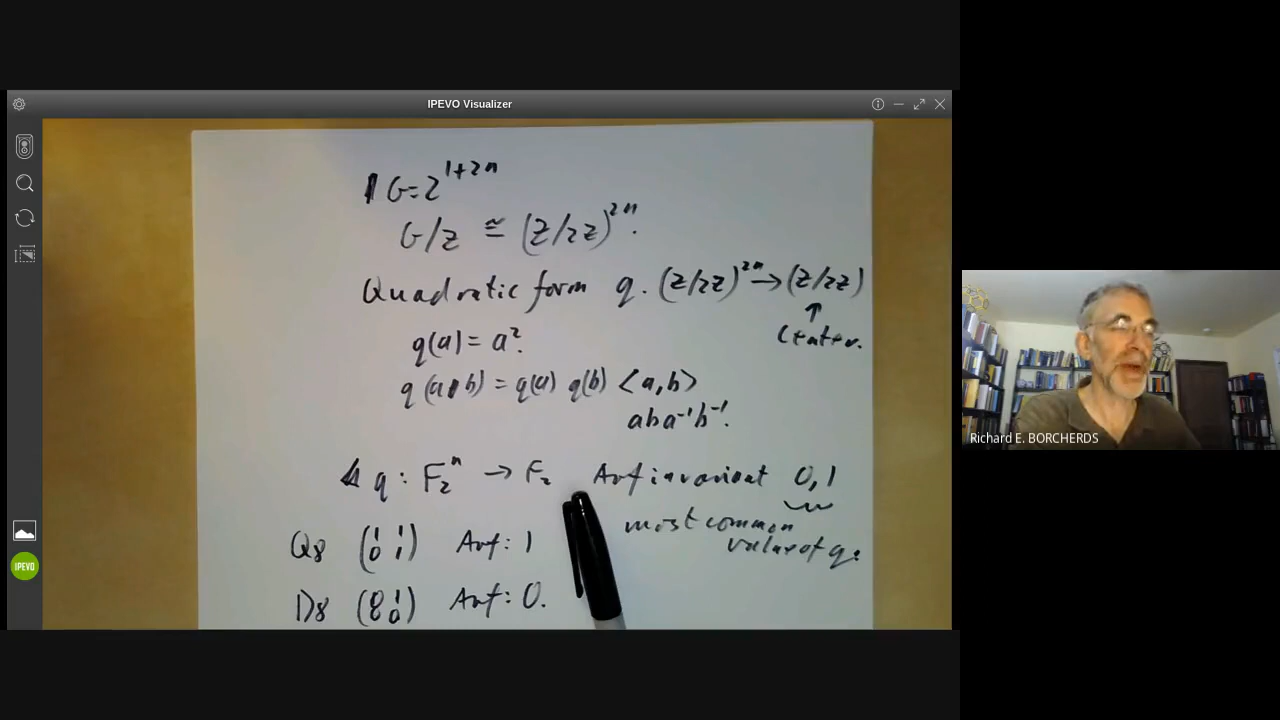 IPEVO Visualizer
G=2^{1+2n}
G/Z ≅ (Z/2Z)^{2n}.
Quadratic form q. (Z/2Z)^{2n} → (Z/2Z)
↑
Center.
q(a) = a².
q(a b) = q(a) q(b) <a,b>
aba⁻¹b⁻¹.
q : F₂ⁿ → F₂ Arf invariant 0,1
most common
value of q.
Q8 (1 1
0 1) Arf: 1
D8 (0 1
0 0) Arf: 0.
IPEVO
Richard E. BORCHERDS